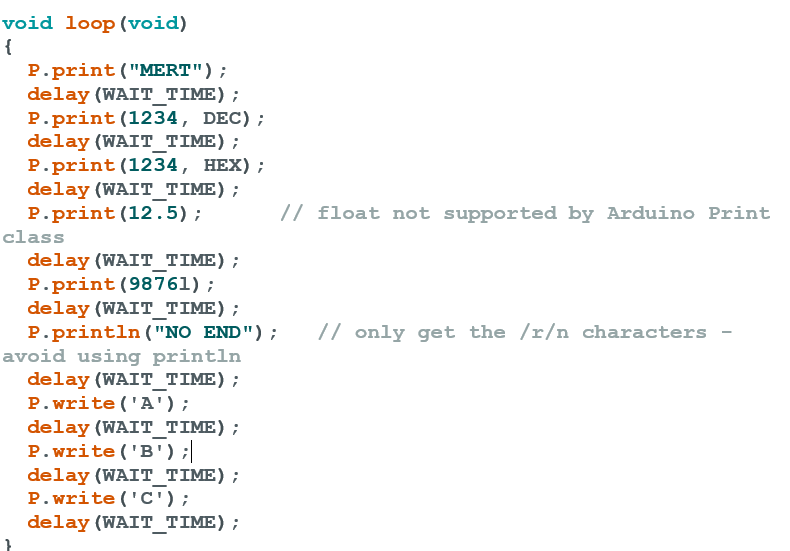 void loop(void)
{
  P.print("MERT");
  delay(WAIT_TIME);
  P.print(1234, DEC);
  delay(WAIT_TIME);
  P.print(1234, HEX);
  delay(WAIT_TIME);
  P.print(12.5);      // float not supported by Arduino Print
class
  delay(WAIT_TIME);
  P.print(9876l);
  delay(WAIT_TIME);
  P.println("NO END");   // only get the /r/n characters –
avoid using println
  delay(WAIT_TIME);
  P.write('A');
  delay(WAIT_TIME);
  P.write('B');
  delay(WAIT_TIME);
  P.write('C');
  delay(WAIT_TIME);
}